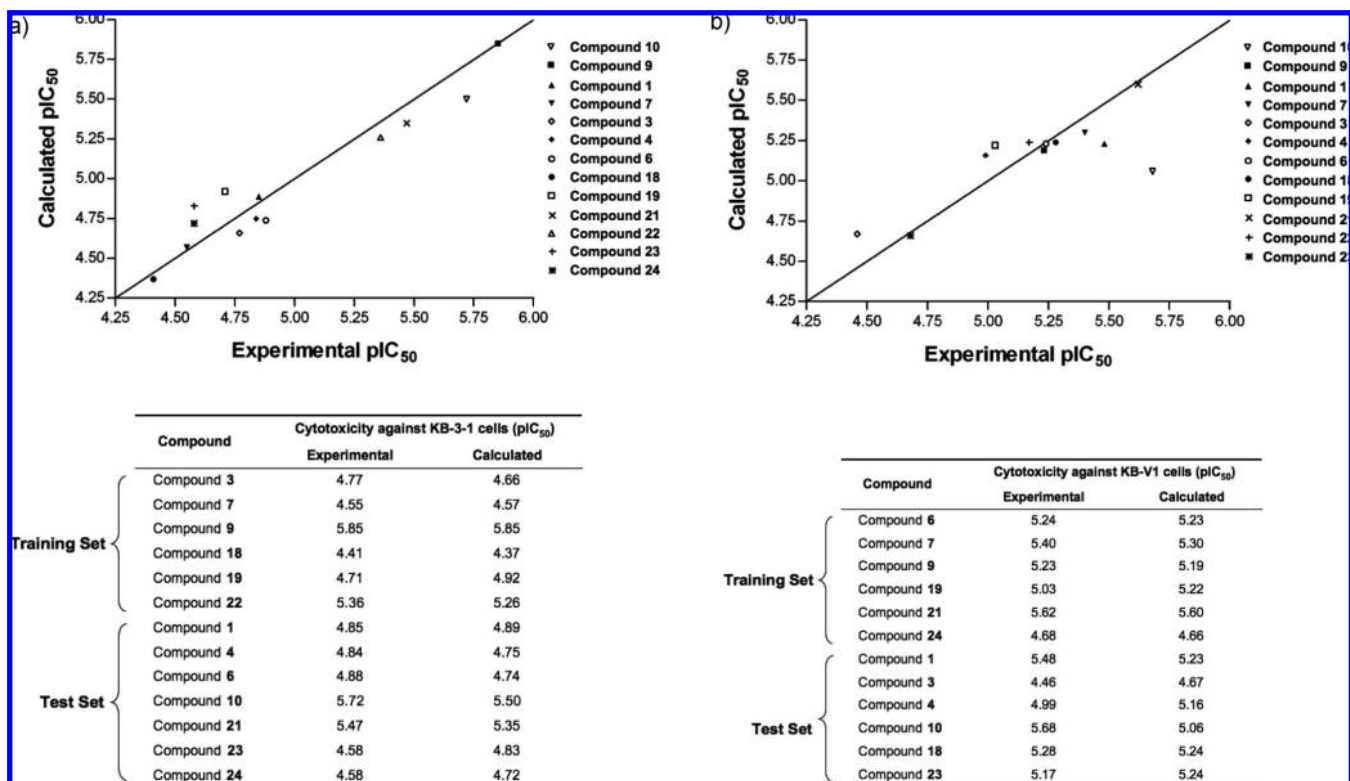 a)
6.00
5.75
5.50
5.25
5.00
4.75
4.50
4.25
Calculated pIC50
4.25 4.50 4.75 5.00 5.25 5.50 5.75 6.00
Experimental pIC50
Compound 10
Compound 9
Compound 1
Compound 7
Compound 3
Compound 4
Compound 6
Compound 18
Compound 19
Compound 21
Compound 22
Compound 23
Compound 24
Compound Cytotoxicity against KB-3-1 cells (pIC50)
Experimental Calculated
Training Set
Compound 3 4.77 4.66
Compound 7 4.55 4.57
Compound 9 5.85 5.85
Compound 18 4.41 4.37
Compound 19 4.71 4.92
Compound 22 5.36 5.26
Test Set
Compound 1 4.85 4.89
Compound 4 4.84 4.75
Compound 6 4.88 4.74
Compound 10 5.72 5.50
Compound 21 5.47 5.35
Compound 23 4.58 4.83
Compound 24 4.58 4.72
b)
6.00
5.75
5.50
5.25
5.00
4.75
4.50
4.25
Calculated pIC50
4.25 4.50 4.75 5.00 5.25 5.50 5.75 6.00
Experimental pIC50
Compound 10
Compound 9
Compound 1
Compound 7
Compound 3
Compound 4
Compound 6
Compound 18
Compound 19
Compound 21
Compound 22
Compound 23
Compound Cytotoxicity against KB-V1 cells (pIC50)
Experimental Calculated
Training Set
Compound 6 5.24 5.23
Compound 7 5.40 5.30
Compound 9 5.23 5.19
Compound 19 5.03 5.22
Compound 21 5.62 5.60
Compound 24 4.68 4.66
Test Set
Compound 1 5.48 5.23
Compound 3 4.46 4.67
Compound 4 4.99 5.16
Compound 10 5.68 5.06
Compound 18 5.28 5.24
Compound 23 5.17 5.24